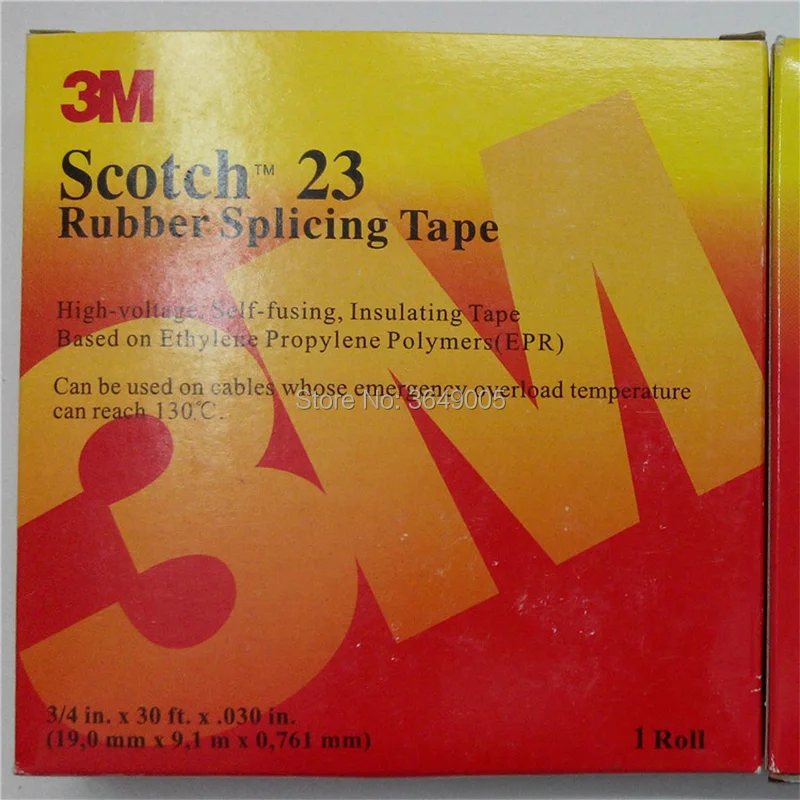 3M
Scotch™ 23
Rubber Splicing Tape
3M
High-voltage, Self-fusing, Insulating Tape
Based on Ethylene Propylene Polymers(EPR)
Can be used on cables whose emergency overload temperature
can reach 130℃.
Store No. 3649005
3/4 in. x 30 ft. x .030 in.
(19,0 mm x 9,1 m x 0,761 mm)
1 Roll